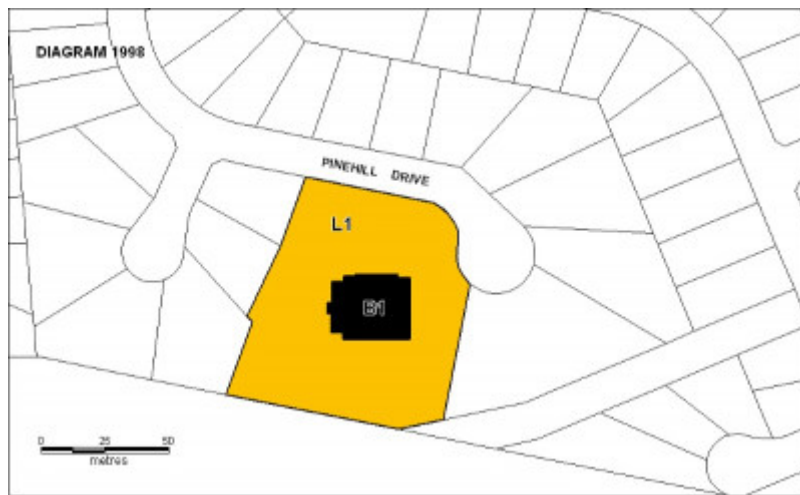 DIAGRAM 1998
PINEHILL DRIVE
L1
B1
0 25 50
metres